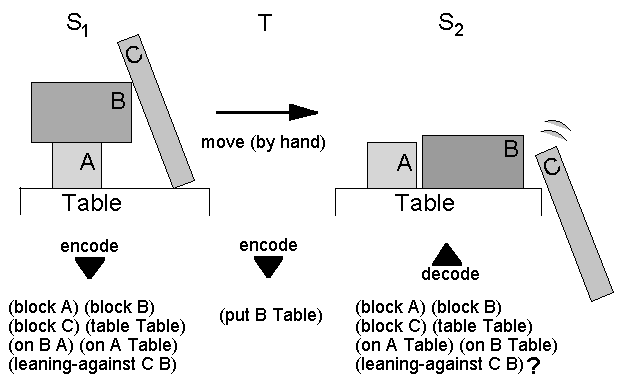 S1 T S2
C
B
move (by hand)
A
A B
C
Table Table
encode encode
decode
(block A) (block B)
(block C) (table Table)
(on B A) (on A Table)
(leaning-against C B)
(put B Table)
(block A) (block B)
(block C) (table Table)
(on A Table) (on B Table)
(leaning-against C B)?